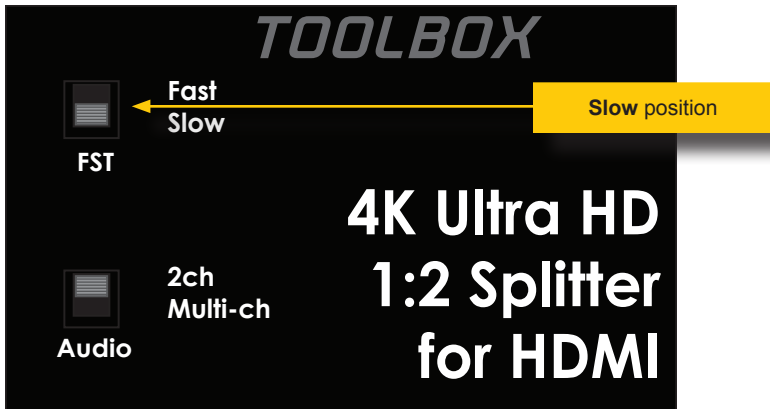 TOOLBOX
Fast
Slow
FST
Slow position
2ch
Multi-ch
Audio
4K Ultra HD
1:2 Splitter
for HDMI